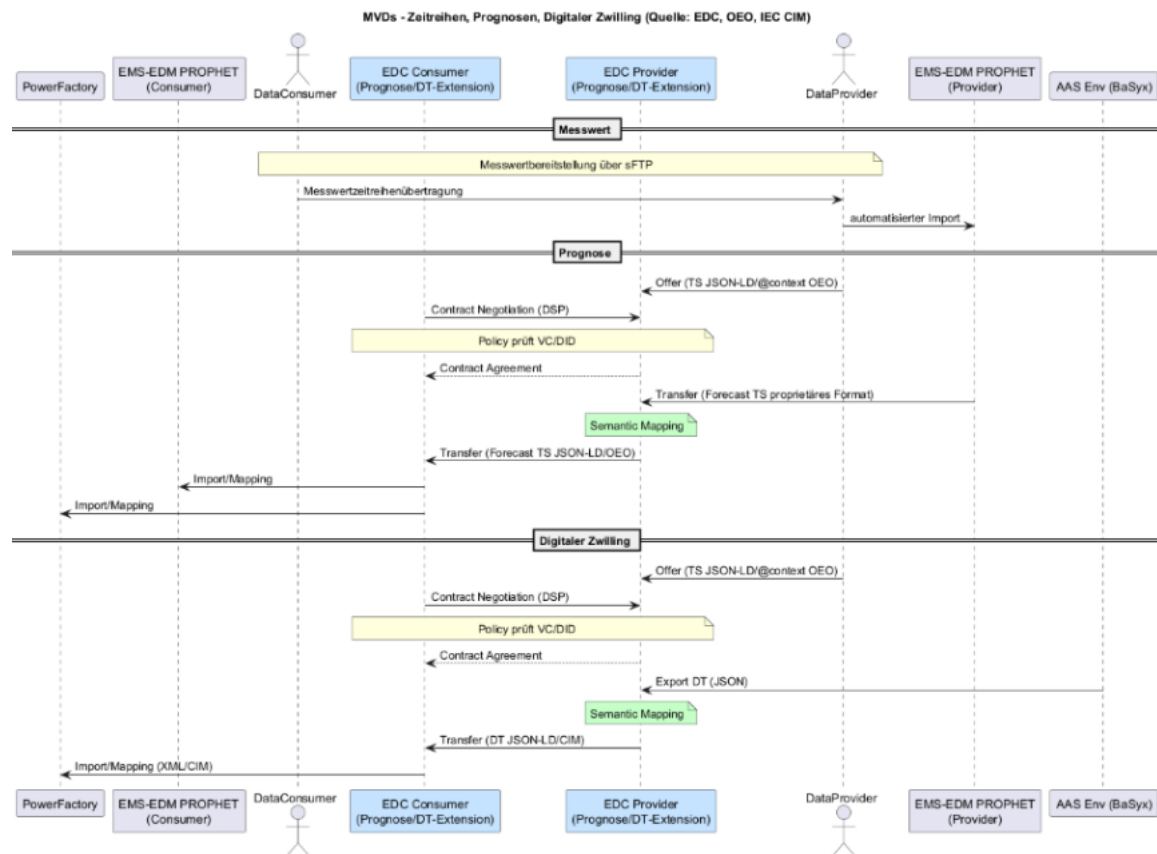 MVDs - Zeitreihen, Prognosen, Digitaler Zwilling (Quelle: EDC, OEO, IEC CIM)
PowerFactory
EMS-EDM PROPHET
(Consumer)
DataConsumer
EDC Consumer
(Prognose/DT-Extension)
EDC Provider
(Prognose/DT-Extension)
DataProvider
EMS-EDM PROPHET
(Provider)
AAS Env (BaSyx)
Messwert
Messwertbereitstellung über sFTP
Messwertzeitreihenübertragung
automatisierter Import
Prognose
Offer (TS JSON-LD/@context OEO)
Contract Negotiation (DSP)
Policy prüft VC/DID
Contract Agreement
Transfer (Forecast TS proprietäres Format)
Semantic Mapping
Transfer (Forecast TS JSON-LD/OEO)
Import/Mapping
Import/Mapping
Digitaler Zwilling
Offer (TS JSON-LD/@context OEO)
Contract Negotiation (DSP)
Policy prüft VC/DID
Contract Agreement
Export DT (JSON)
Semantic Mapping
Transfer (DT JSON-LD/CIM)
Import/Mapping (XML/CIM)
PowerFactory
EMS-EDM PROPHET
(Consumer)
DataConsumer
EDC Consumer
(Prognose/DT-Extension)
EDC Provider
(Prognose/DT-Extension)
DataProvider
EMS-EDM PROPHET
(Provider)
AAS Env (BaSyx)